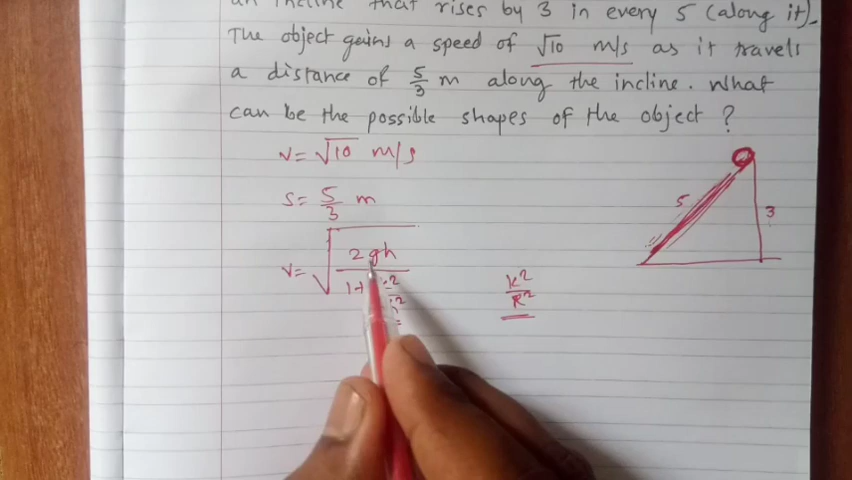 an incline that rises by 3 in every 5 (along it).
The object gains a speed of √10 m/s as it travels
a distance of 5/3 m along the incline. What
can be the possible shapes of the object ?
v = √10 m/s
s = 5/3 m
v = √ 2gh / 1+
k² / R²
5
3